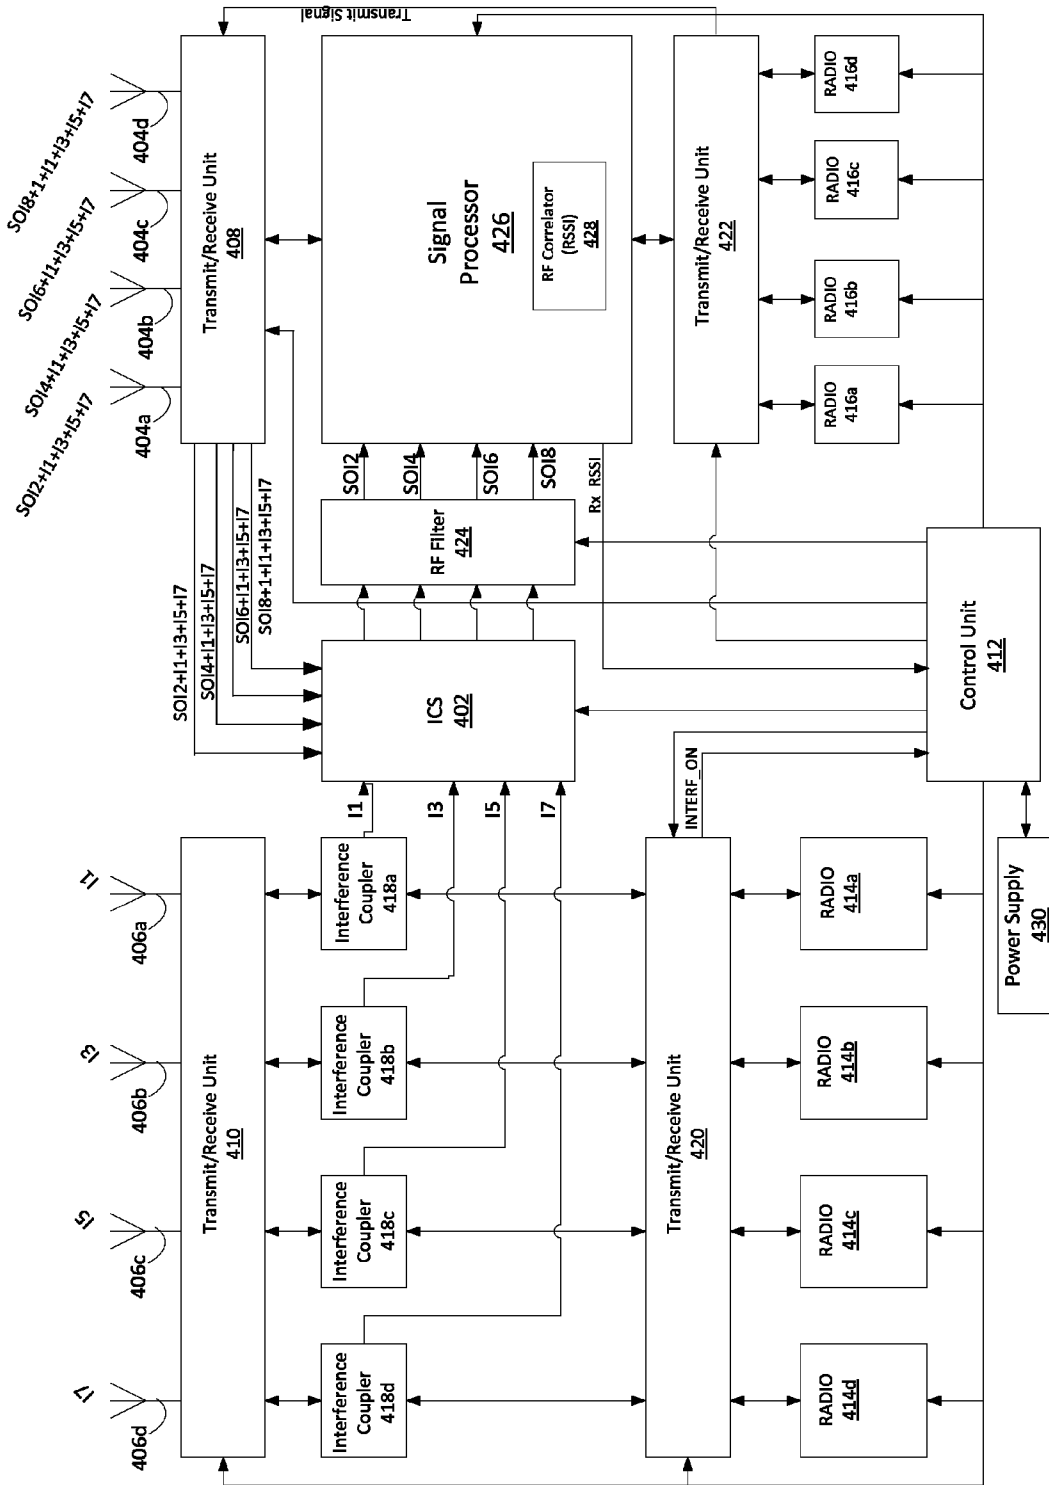 I7
406d
I5
406c
I3
406b
I1
406a
SOI2+I1+I3+I5+I7
404a
SOI4+I1+I3+I5+I7
404b
SOI6+I1+I3+I5+I7
404c
SOI8+1+I1+I3+I5+I7
404d
Transmit Signal
Transmit/Receive Unit
410
Transmit/Receive Unit
408
SOI2+I1+I3+I5+I7
SOI4+I1+I3+I5+I7
SOI6+I1+I3+I5+I7
SOI8+1+I1+I3+I5+I7
Interference
Coupler
418d
Interference
Coupler
418c
Interference
Coupler
418b
Interference
Coupler
418a
I1
I3
I5
I7
ICS
402
RF Filter
424
SOI2
SOI4
SOI6
SOI8
Signal
Processor
426
RF Correlator
(RSSI)
428
Rx RSSI
Transmit/Receive Unit
420
INTERF_ON
Transmit/Receive Unit
422
RADIO
414d
RADIO
414c
RADIO
414b
RADIO
414a
RADIO
416a
RADIO
416b
RADIO
416c
RADIO
416d
Control Unit
412
Power Supply
430